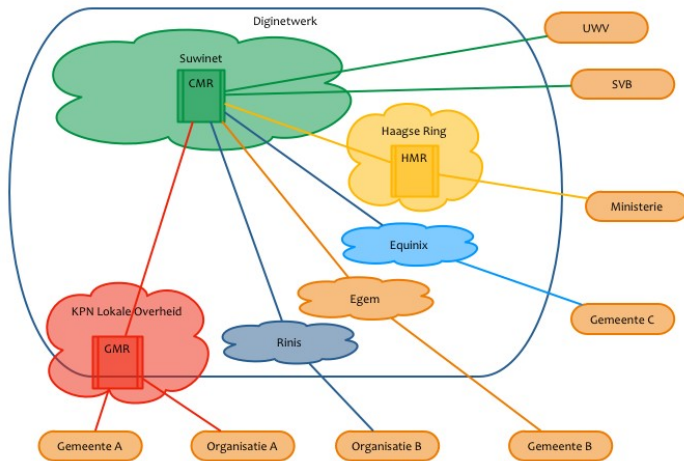 Diginetwerk
UWV
Suwinet
CMR
SVB
Haagse Ring
HMR
Ministerie
Equinix
Egem
KPN Lokale Overheid
Gemeente C
GMR
Rinis
Gemeente A
Organisatie A
Organisatie B
Gemeente B